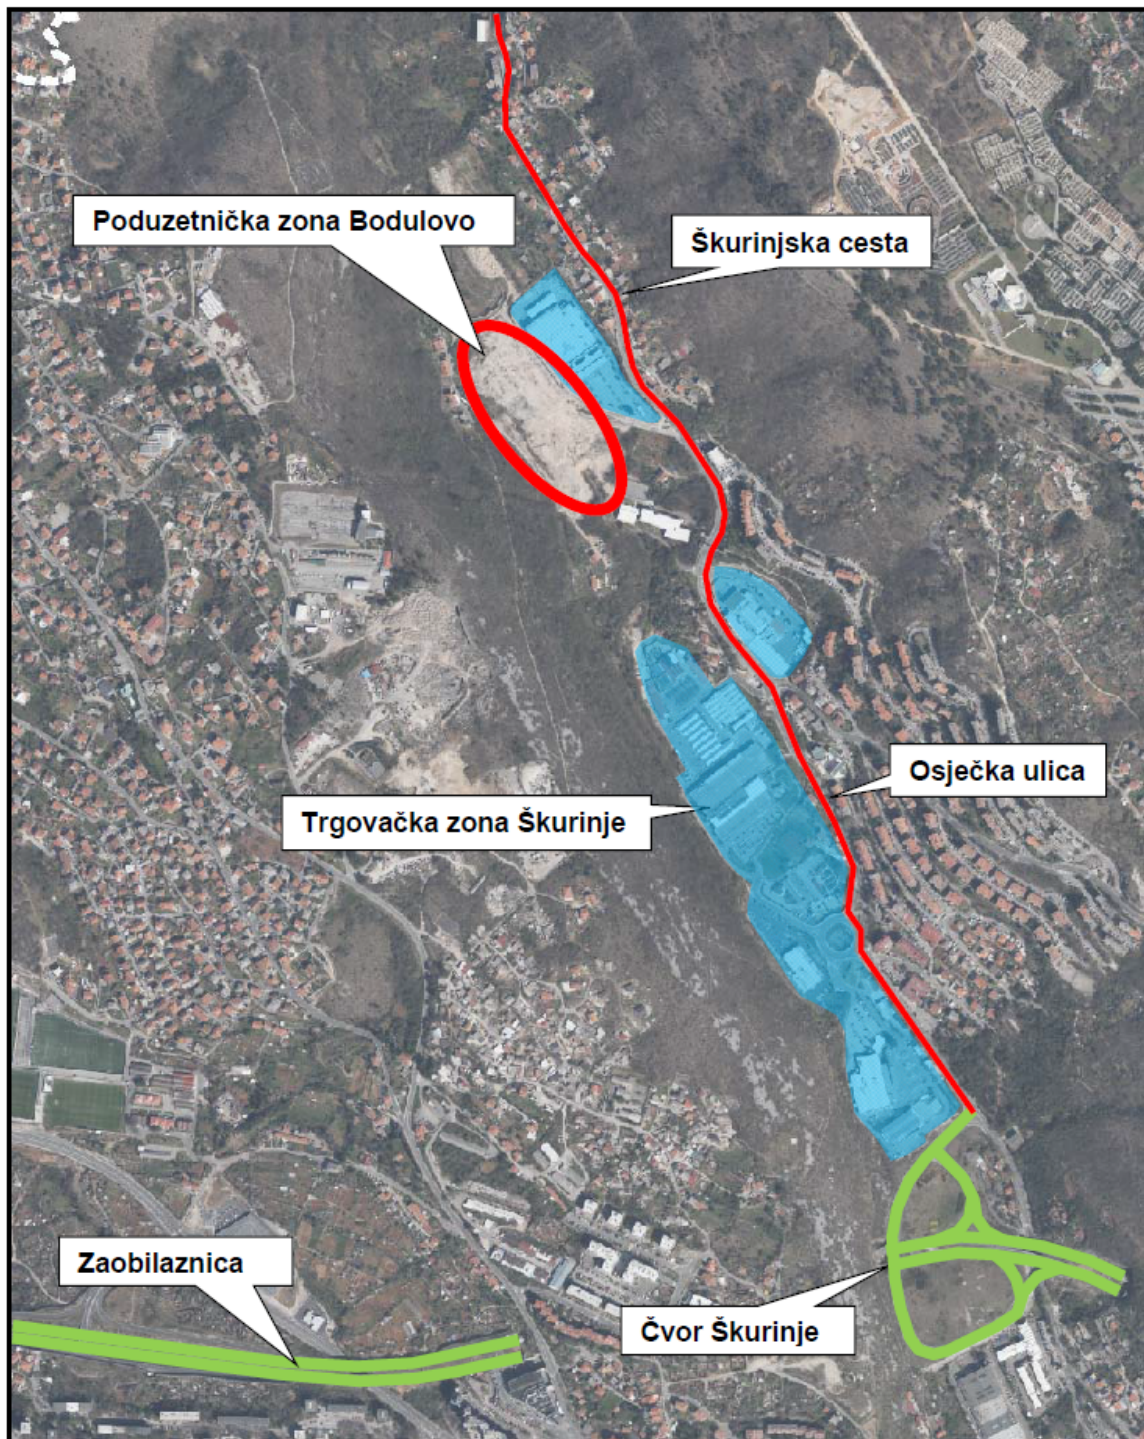 Poduzetnička zona Bodulovo
Škurinjska cesta
Osječka ulica
Trgovačka zona Škurinje
Zaobilaznica
Čvor Škurinje